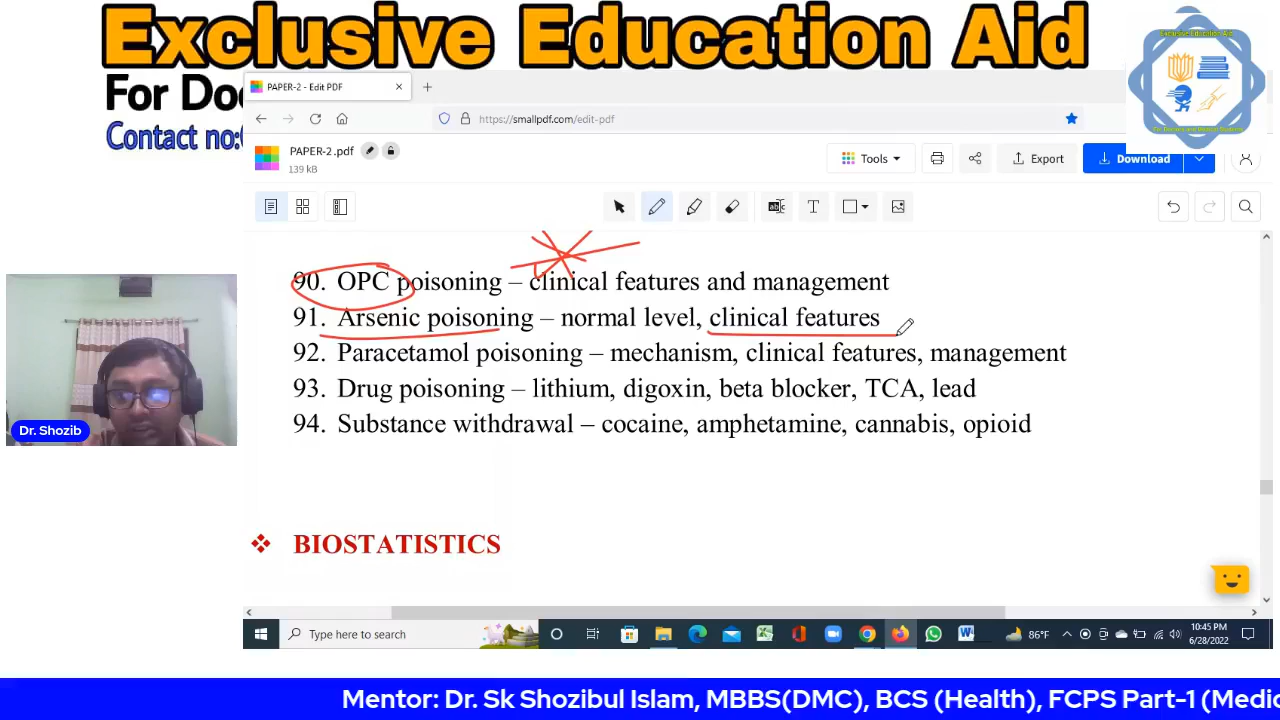 Exclusive Education Aid
For Doc
Contact no:
PAPER-2 - Edit PDF
https://smallpdf.com/edit-pdf
PAPER-2.pdf
139 kB
Tools
Export
Download
90. OPC poisoning – clinical features and management
91. Arsenic poisoning – normal level, clinical features
92. Paracetamol poisoning – mechanism, clinical features, management
93. Drug poisoning – lithium, digoxin, beta blocker, TCA, lead
94. Substance withdrawal – cocaine, amphetamine, cannabis, opioid
Dr. Shozib
❖ BIOSTATISTICS
Type here to search
86°F
10:45 PM
6/28/2022
Mentor: Dr. Sk Shozibul Islam, MBBS(DMC), BCS (Health), FCPS Part-1 (Medic